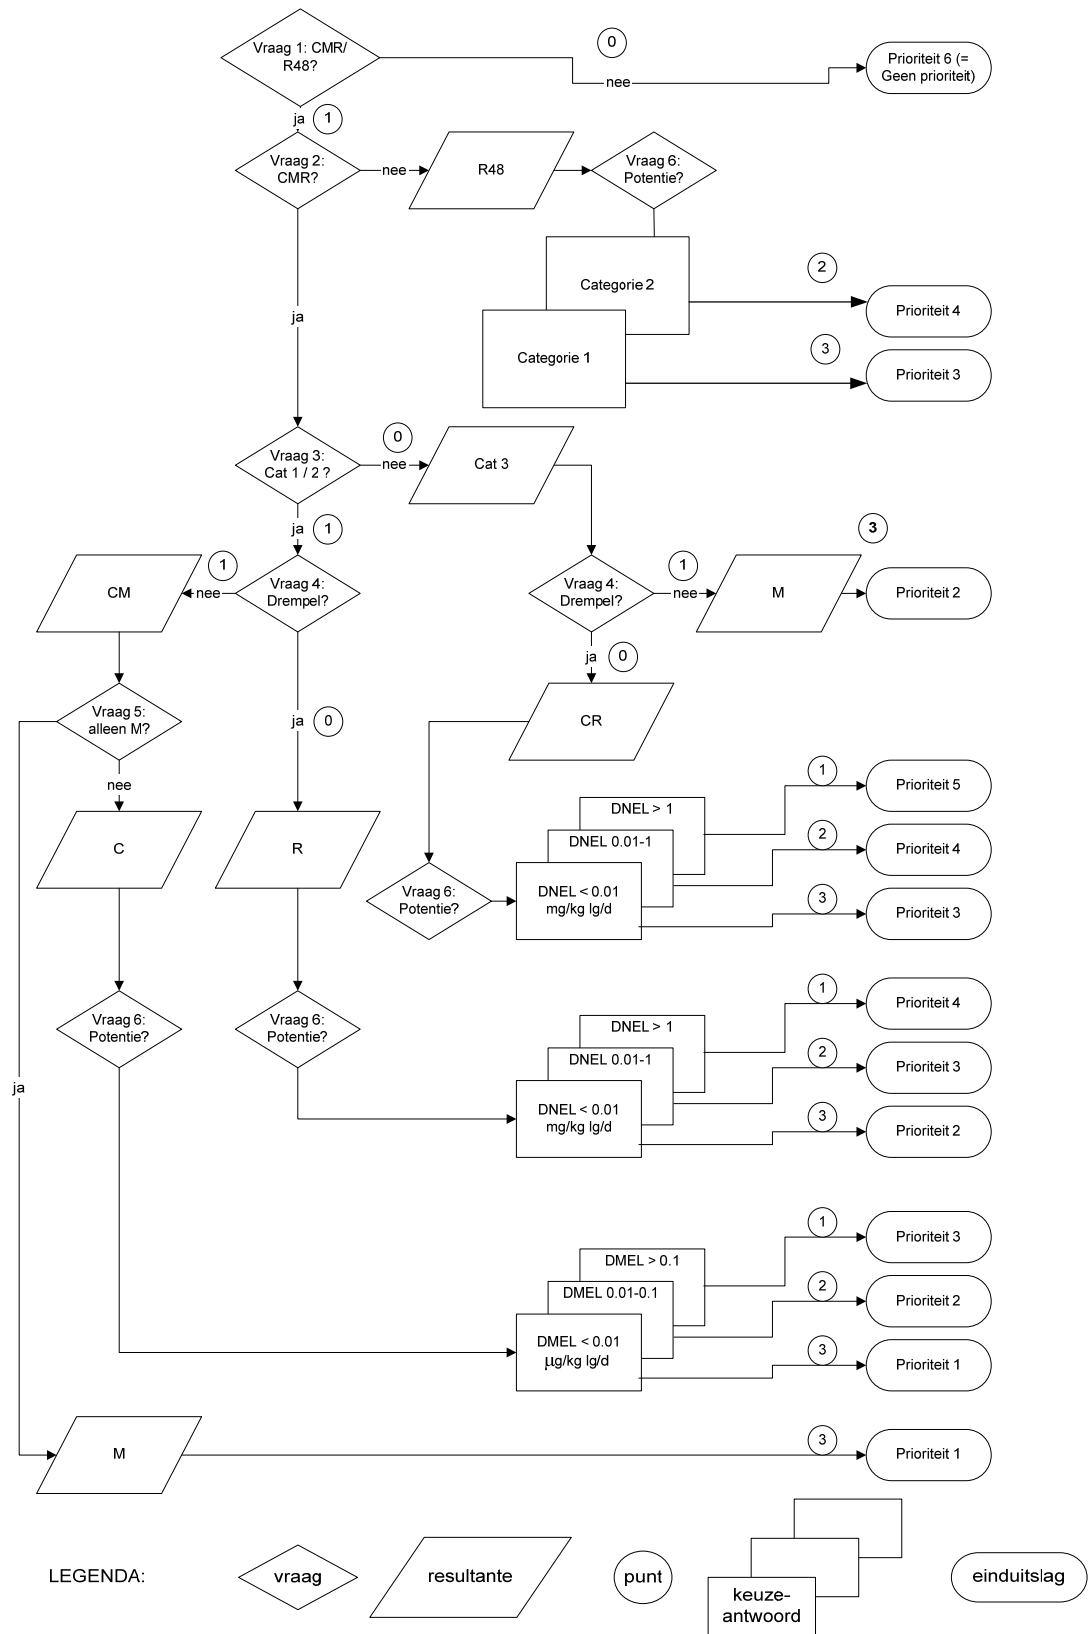 Vraag 1: CMR/
R48?
0
nee
Prioriteit 6 (=
Geen prioriteit)
ja
1
Vraag 2:
CMR?
nee
R48
Vraag 6:
Potentie?
Categorie 2
2
Prioriteit 4
Categorie 1
3
Prioriteit 3
ja
Vraag 3:
Cat 1 / 2 ?
0
nee
Cat 3
ja
1
Vraag 4:
Drempel?
1
nee
CM
Vraag 4:
Drempel?
1
nee
M
3
Prioriteit 2
ja
0
CR
Vraag 5:
alleen M?
nee
ja
0
C
R
Vraag 6:
Potentie?
DNEL > 1
DNEL 0.01-1
DNEL < 0.01
mg/kg lg/d
1
Prioriteit 5
2
Prioriteit 4
3
Prioriteit 3
Vraag 6:
Potentie?
Vraag 6:
Potentie?
DNEL > 1
DNEL 0.01-1
DNEL < 0.01
mg/kg lg/d
1
Prioriteit 4
2
Prioriteit 3
3
Prioriteit 2
ja
DMEL > 0.1
DMEL 0.01-0.1
DMEL < 0.01
μg/kg lg/d
1
Prioriteit 3
2
Prioriteit 2
3
Prioriteit 1
M
3
Prioriteit 1
LEGENDA:
vraag
resultante
punt
keuze-
antwoord
einduitslag